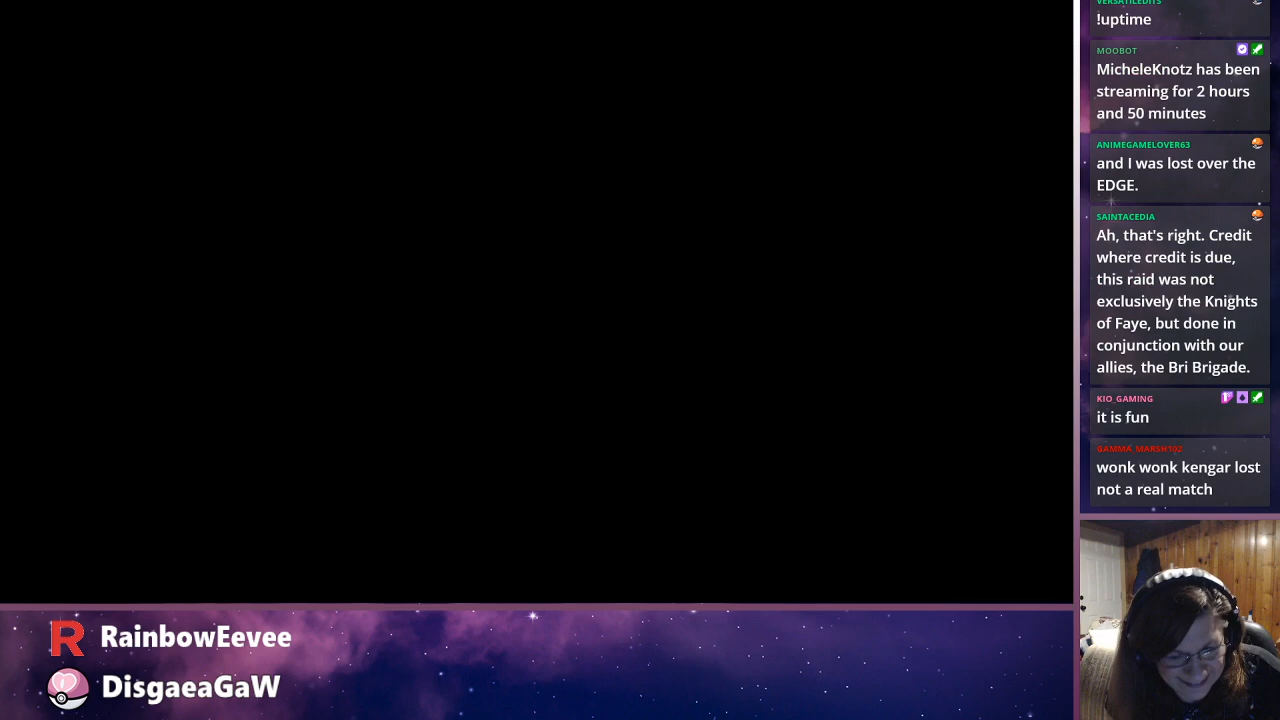 VERSATILEDITS
!uptime
MOOBOT
MicheleKnotz has been
streaming for 2 hours
and 50 minutes
ANIMEGAMELOVER63
and I was lost over the
EDGE.
SAINTACEDIA
Ah, that's right. Credit
where credit is due,
this raid was not
exclusively the Knights
of Faye, but done in
conjunction with our
allies, the Bri Brigade.
KIO_GAMING
it is fun
GAMMA_MARSH102
wonk wonk kengar lost
not a real match
R RainbowEevee
DisgaeaGaW